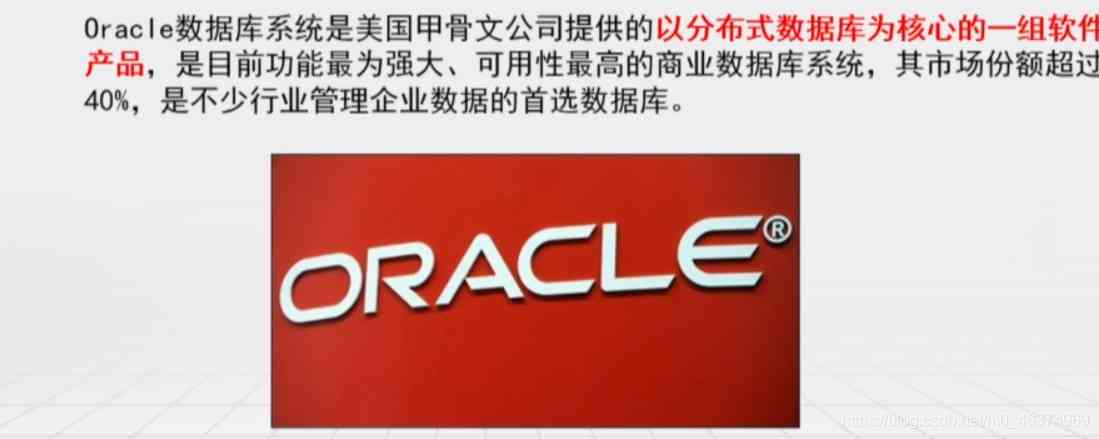 Oracle数据库系统是美国甲骨文公司提供的以分布式数据库为核心的一组软件
产品，是目前功能最为强大、可用性最高的商业数据库系统，其市场份额超过
40%，是不少行业管理企业数据的首选数据库。
ORACLE®